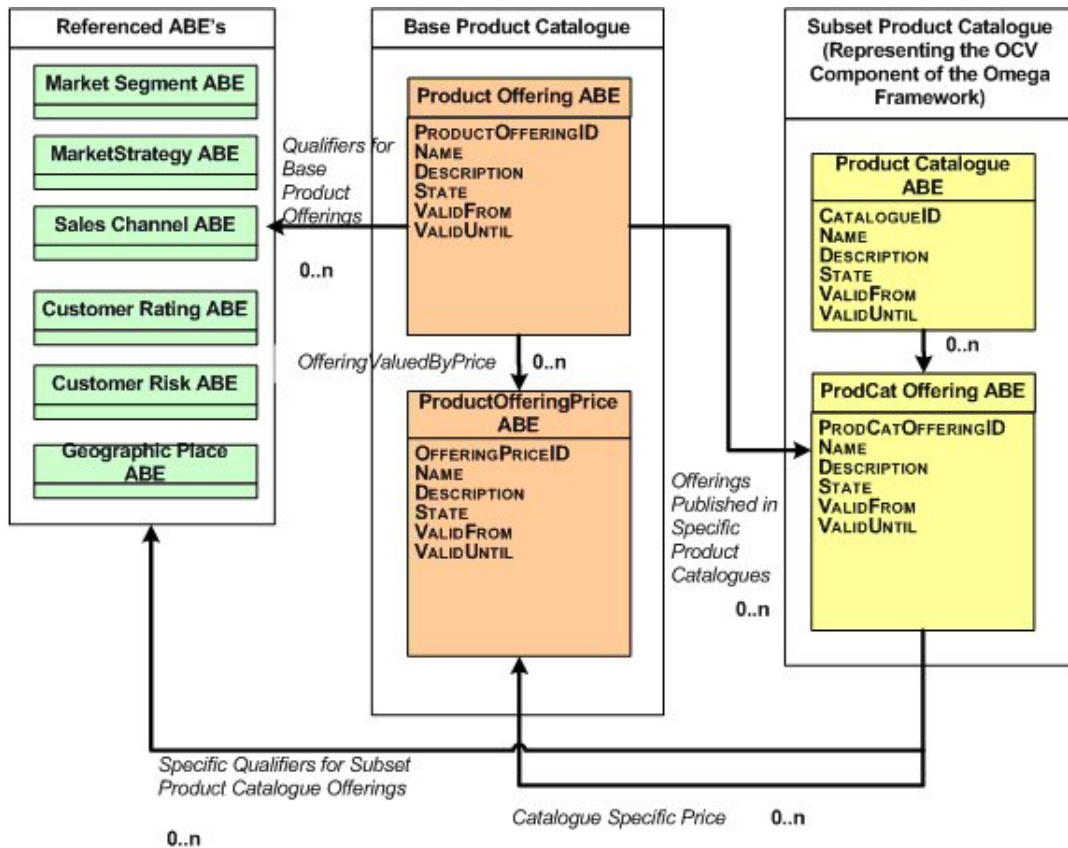 Referenced ABE's
Market Segment ABE
MarketStrategy ABE
Sales Channel ABE
Customer Rating ABE
Customer Risk ABE
Geographic Place
ABE
Qualifiers for
Base
Product
Offerings
0..n
Base Product Catalogue
Product Offering ABE
PRODUCTOFFERINGID
NAME
DESCRIPTION
STATE
VALIDFROM
VALIDUNTIL
OfferingValuedByPrice
0..n
ProductOfferingPrice
ABE
OFFERINGPRICEID
NAME
DESCRIPTION
STATE
VALIDFROM
VALIDUNTIL
Offerings
Published in
Specific
Product
Catalogues
0..n
Subset Product Catalogue
(Representing the OCV
Component of the Omega
Framework)
Product Catalogue
ABE
CATALOGUEID
NAME
DESCRIPTION
STATE
VALIDFROM
VALIDUNTIL
0..n
ProdCat Offering ABE
PRODCATOFFERINGID
NAME
DESCRIPTION
STATE
VALIDFROM
VALIDUNTIL
Specific Qualifiers for Subset
Product Catalogue Offerings
0..n
Catalogue Specific Price
0..n